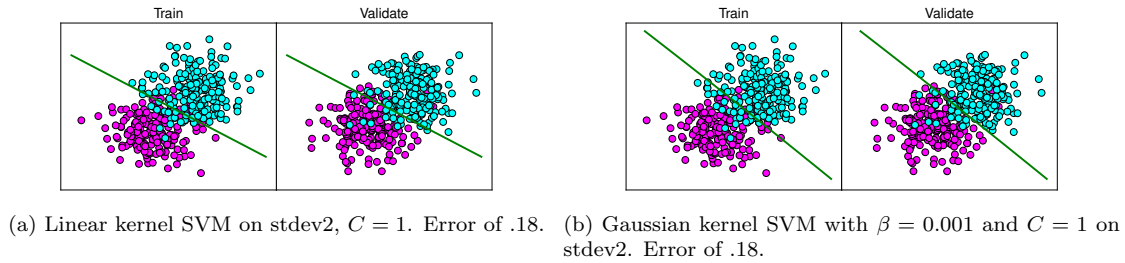 Train Validate Train Validate
(a) Linear kernel SVM on stdev2, C = 1. Error of .18.
(b) Gaussian kernel SVM with β = 0.001 and C = 1 on
stdev2. Error of .18.